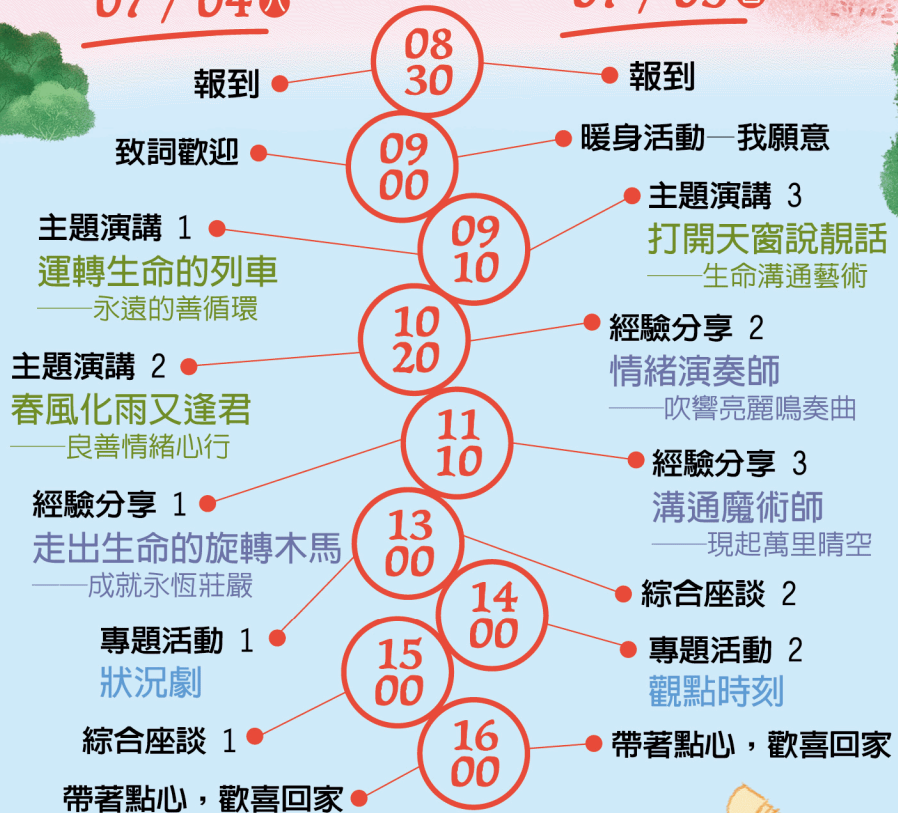 07/04六
報到
致詞歡迎
主題演講 1
運轉生命的列車
——永遠的善循環
主題演講 2
春風化雨又逢君
——良善情緒心行
經驗分享 1
走出生命的旋轉木馬
——成就永恆莊嚴
專題活動 1
狀況劇
綜合座談 1
帶著點心，歡喜回家
08
30
09
00
09
10
10
20
11
10
13
00
14
00
15
00
16
00
07/05
報到
暖身活動—我願意
主題演講 3
打開天窗說靚話
——生命溝通藝術
經驗分享 2
情緒演奏師
——吹響亮麗鳴奏曲
經驗分享 3
溝通魔術師
——現起萬里晴空
綜合座談 2
專題活動 2
觀點時刻
帶著點心，歡喜回家